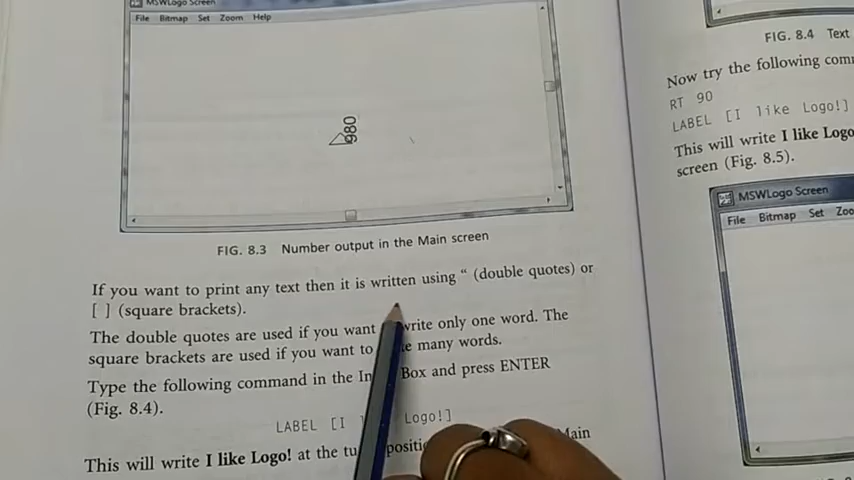 MSWLogo Screen
File Bitmap Set Zoom Help
980
FIG. 8.3 Number output in the Main screen
If you want to print any text then it is written using “ (double quotes) or
[ ] (square brackets).
The double quotes are used if you want write only one word. The
square brackets are used if you want to many words.
Type the following command in the Box and press ENTER
(Fig. 8.4).
LABEL [I Logo!]
This will write I like Logo! at the Main
FIG. 8.4 Text
Now try the following
RT 90
LABEL [I like Logo!]
This will write I like Logo
screen (Fig. 8.5).
MSWLogo Screen
File Bitmap Set